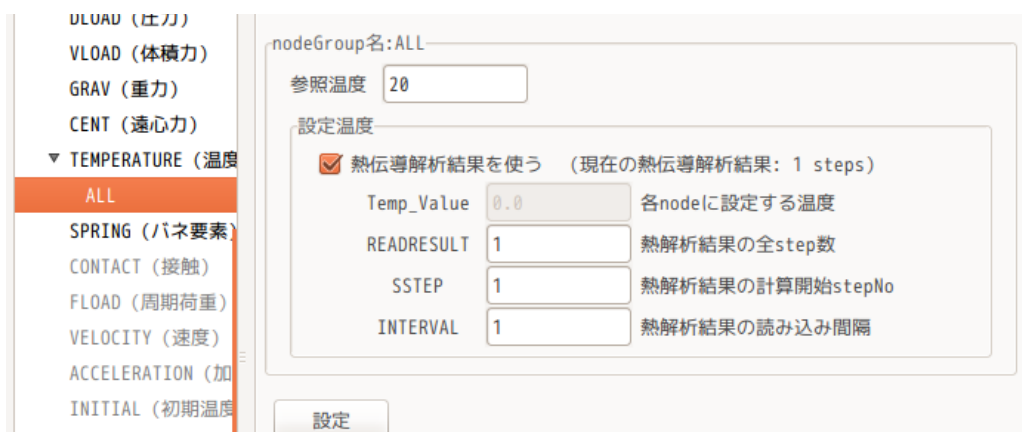 DLOAD (圧力)
VLOAD (体積力)
GRAV (重力)
CENT (遠心力)
▼ TEMPERATURE (温度
ALL
SPRING (バネ要素)
CONTACT (接触)
FLOAD (周期荷重)
VELOCITY (速度)
ACCELERATION (加
INITIAL (初期温度
nodeGroup名:ALL
参照温度 20
設定温度
熱伝導解析結果を使う (現在の熱伝導解析結果: 1 steps)
Temp_Value 0.0 各nodeに設定する温度
READRESULT 1 熱解析結果の全step数
SSTEP 1 熱解析結果の計算開始stepNo
INTERVAL 1 熱解析結果の読み込み間隔
設定